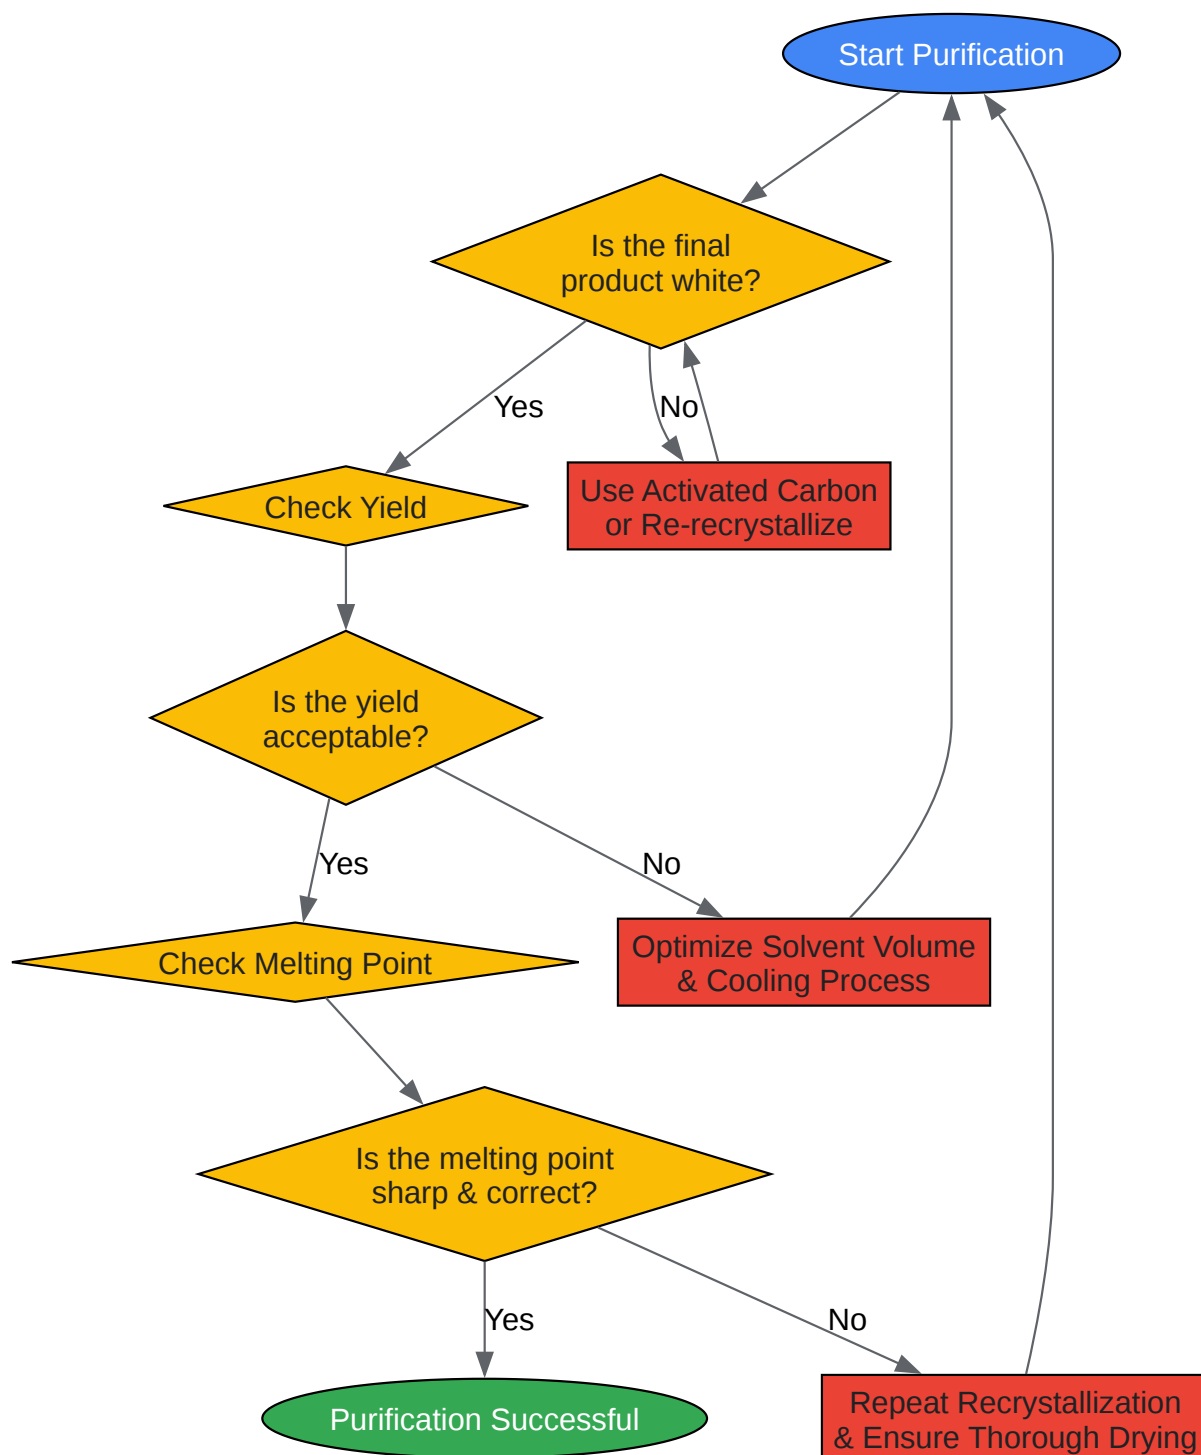 Start Purification
Is the final
product white?
Yes
No
Check Yield
Use Activated Carbon
or Re-recrystallize
Is the yield
acceptable?
Yes
No
Check Melting Point
Optimize Solvent Volume
& Cooling Process
Is the melting point
sharp & correct?
Yes
No
Purification Successful
Repeat Recrystallization
& Ensure Thorough Drying